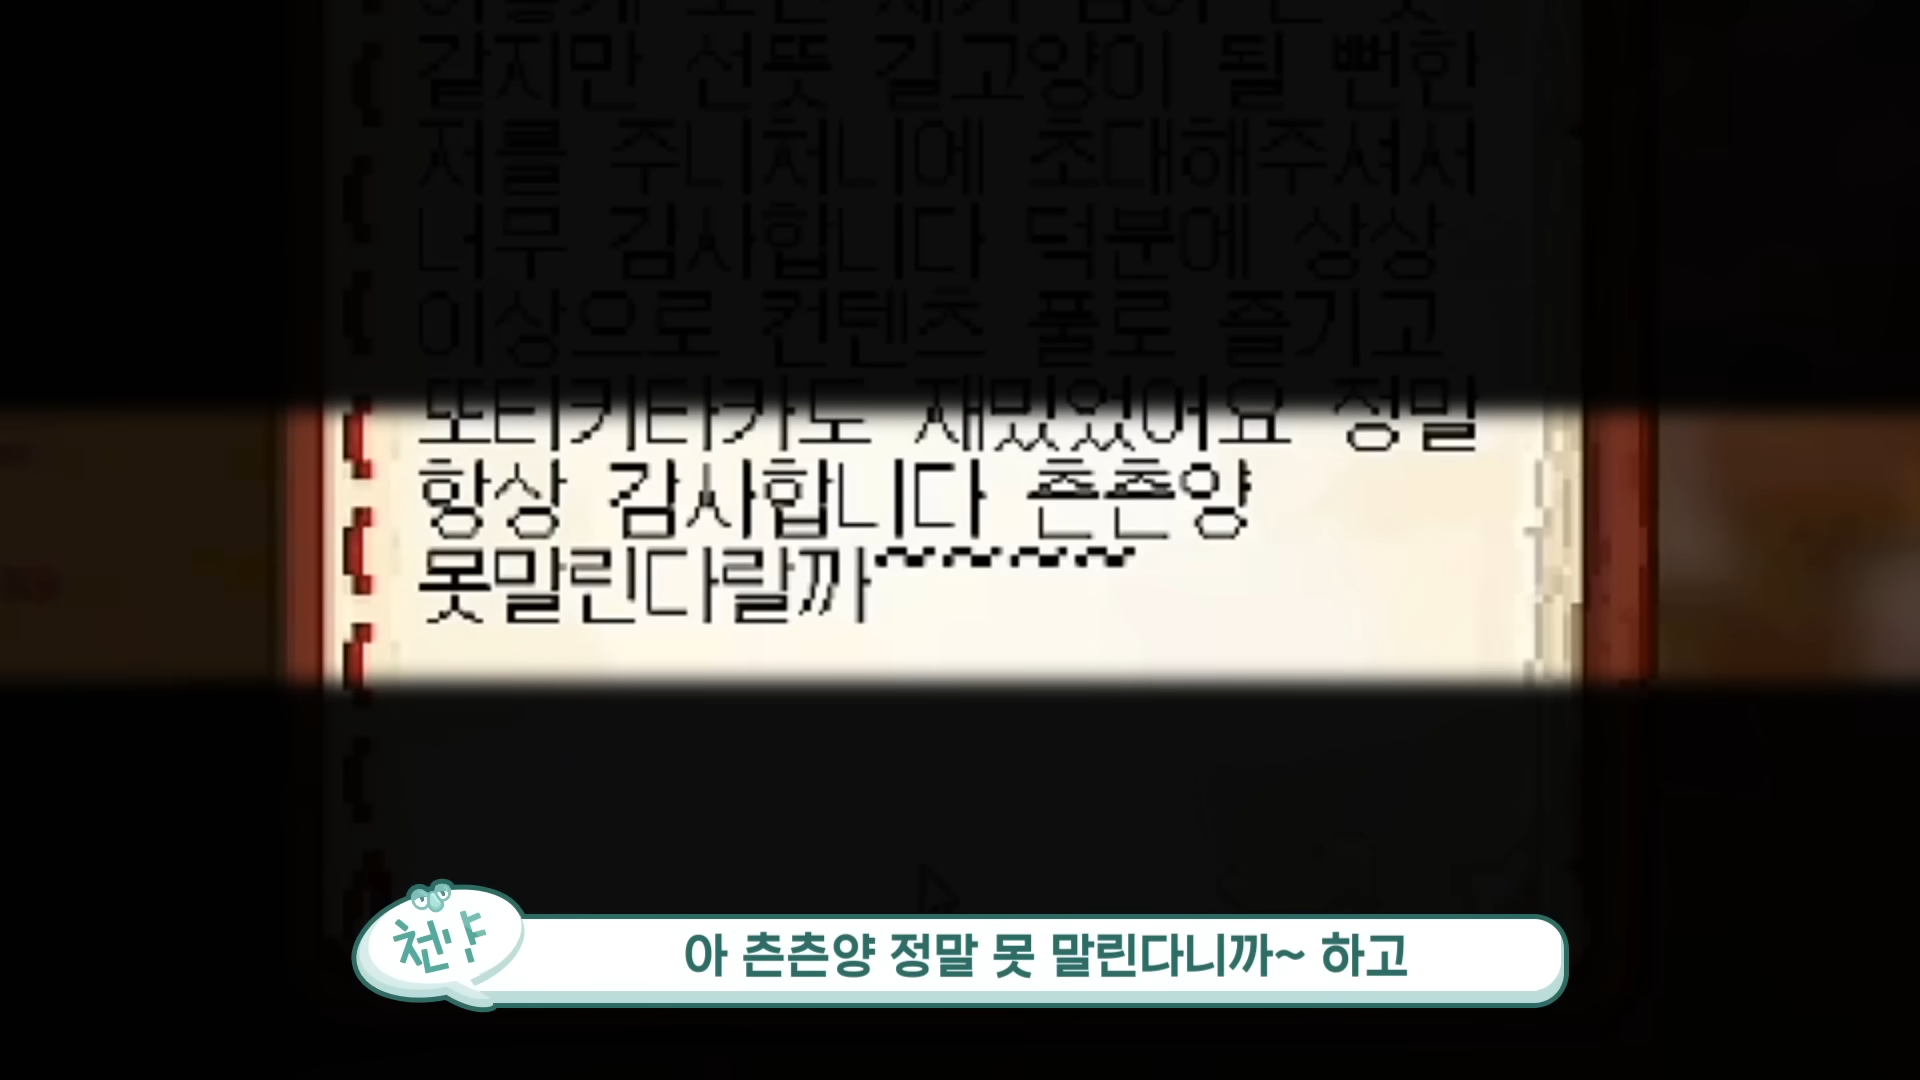 같지만 선뜻 길고양이 될 뻔한
저를 주니처니에 초대해주셔서
너무 감사합니다 덕분에 상상
이상으로 컨텐츠 풀로 즐기고
또티키타카도 재밌었어요 정말
항상 감사합니다 츤츤양
못말린다랄까~~~~
천양
아 츤츤양 정말 못 말린다니까~ 하고